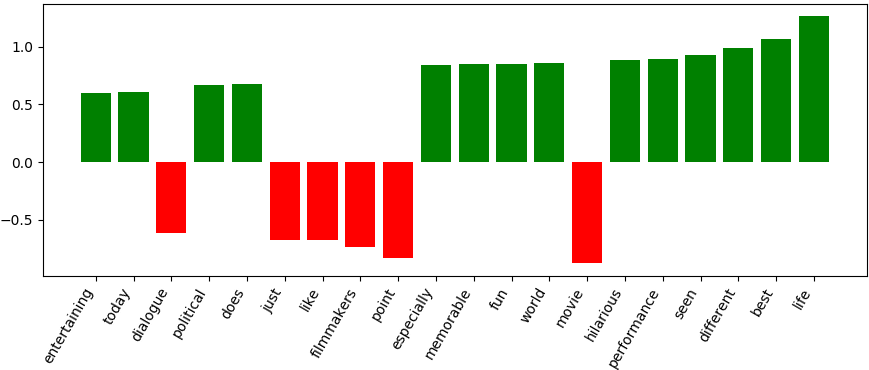 1.0
0.5
0.0
−0.5
entertaining
today
dialogue
political
does
just
like
filmmakers
point
especially
memorable
fun
world
movie
hilarious
performance
seen
different
best
life